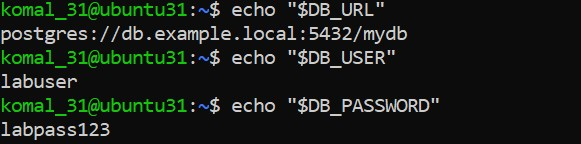 komal_31@ubuntu31:~$ echo "$DB_URL"
postgres://db.example.local:5432/mydb
komal_31@ubuntu31:~$ echo "$DB_USER"
labuser
komal_31@ubuntu31:~$ echo "$DB_PASSWORD"
labpass123